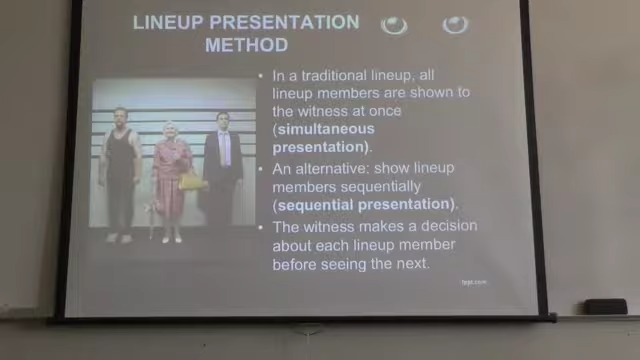 LINEUP PRESENTATION
METHOD
• In a traditional lineup, all
lineup members are shown to
the witness at once
(simultaneous
presentation).
• An alternative: show lineup
members sequentially
(sequential presentation).
• The witness makes a decision
about each lineup member
before seeing the next.
fppt.com